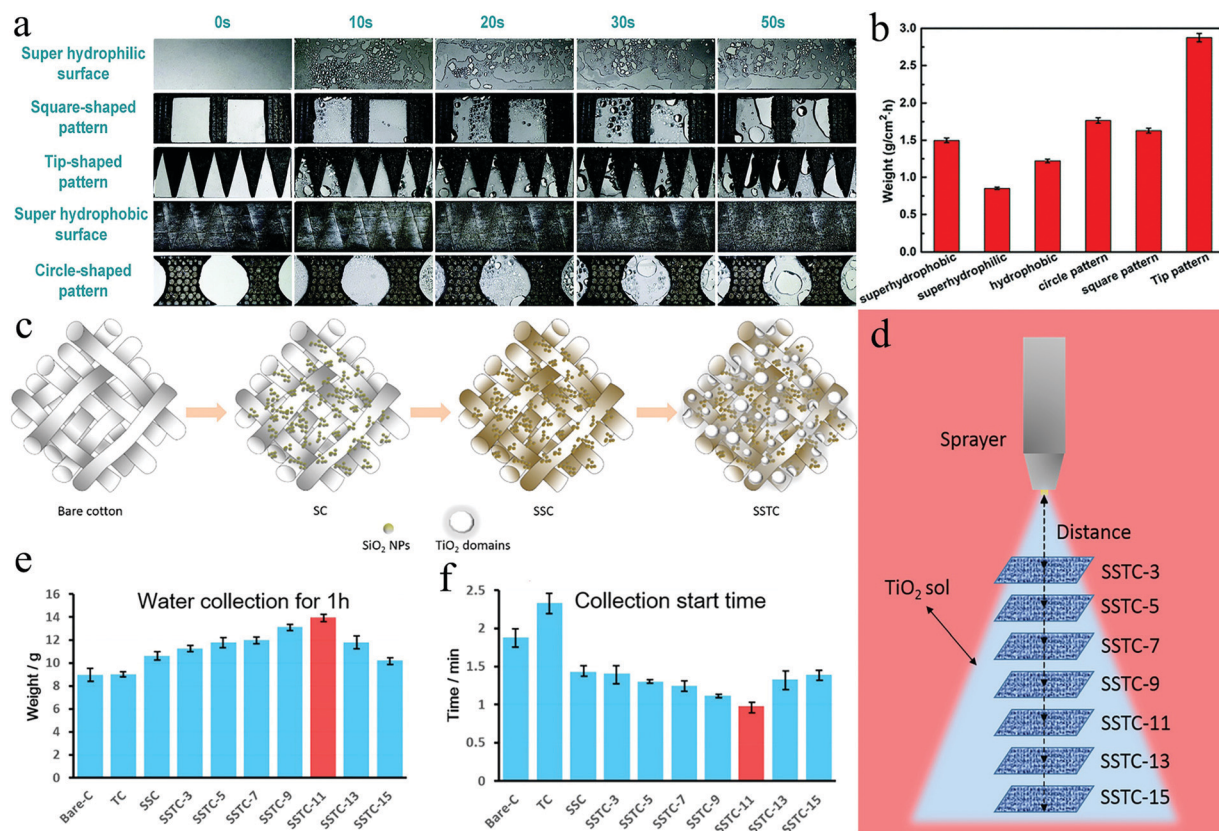 a
0s 10s 20s 30s 50s
Super hydrophilic
surface
Square-shaped
pattern
Tip-shaped
pattern
Super hydrophobic
surface
Circle-shaped
pattern
b
3.0
2.5
2.0
1.5
1.0
0.5
0.0
Weight (g/cm²·h)
superhydrophobic
superhydrophilic
hydrophobic
circle pattern
square pattern
Tip pattern
c
Bare cotton
SC
SSC
SSTC
SiO₂ NPs
TiO₂ domains
d
Sprayer
Distance
TiO₂ sol
SSTC-3
SSTC-5
SSTC-7
SSTC-9
SSTC-11
SSTC-13
SSTC-15
e
Water collection for 1h
16
14
12
10
8
6
4
2
0
Weight / g
Bare-C
TC
SSC
SSTC-3
SSTC-5
SSTC-7
SSTC-9
SSTC-11
SSTC-13
SSTC-15
f
Collection start time
2.5
2
1.5
1
0.5
0
Time / min
Bare-C
TC
SSC
SSTC-3
SSTC-5
SSTC-7
SSTC-9
SSTC-11
SSTC-13
SSTC-15